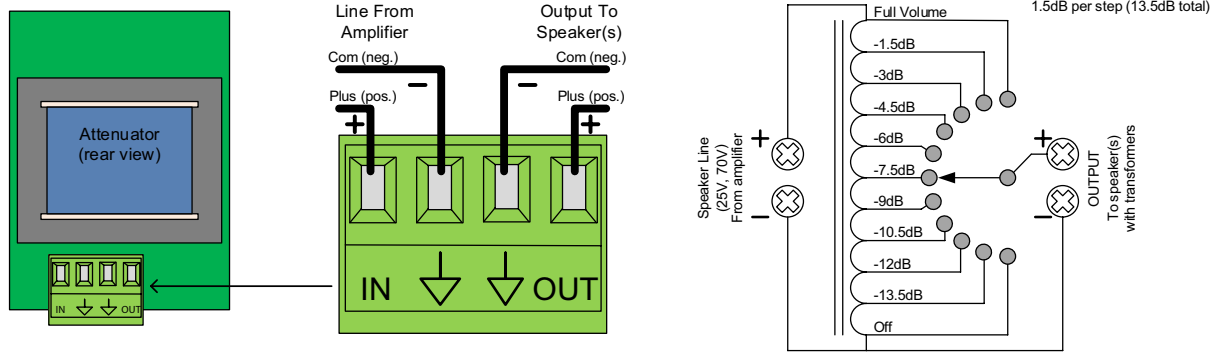 Attenuator
(rear view)
IN
OUT
Line From
Amplifier
Output To
Speaker(s)
Com (neg.)
Com (neg.)
−
−
Plus (pos.)
Plus (pos.)
+
+
IN
OUT
1.5dB per step (13.5dB total)
Full Volume
-1.5dB
-3dB
-4.5dB
-6dB
-7.5dB
-9dB
-10.5dB
-12dB
-13.5dB
Off
+
−
Speaker Line
(25V, 70V)
From amplifier
+
−
OUTPUT
To speaker(s)
with transformers